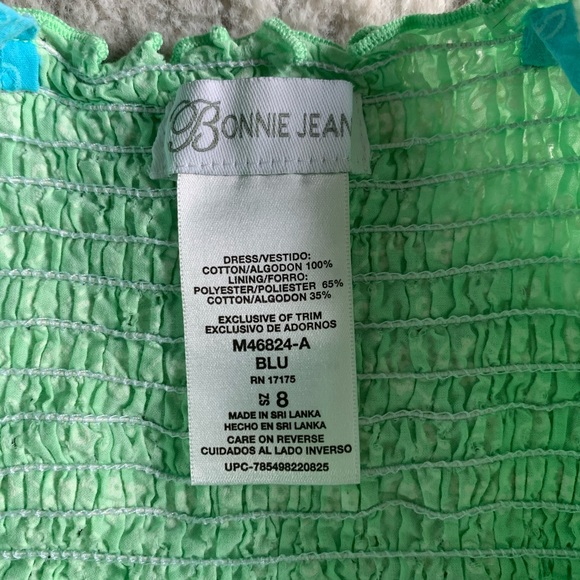 BONNIE JEAN
DRESS/VESTIDO:
COTTON/ALGODON 100%
LINING/FORRO:
POLYESTER/POLIESTER 65%
COTTON/ALGODON 35%
EXCLUSIVE OF TRIM
EXCLUSIVO DE ADORNOS
M46824-A
BLU
RN 17175
SZ 8
MADE IN SRI LANKA
HECHO EN SRI LANKA
CARE ON REVERSE
CUIDADOS AL LADO INVERSO
UPC-785498220825